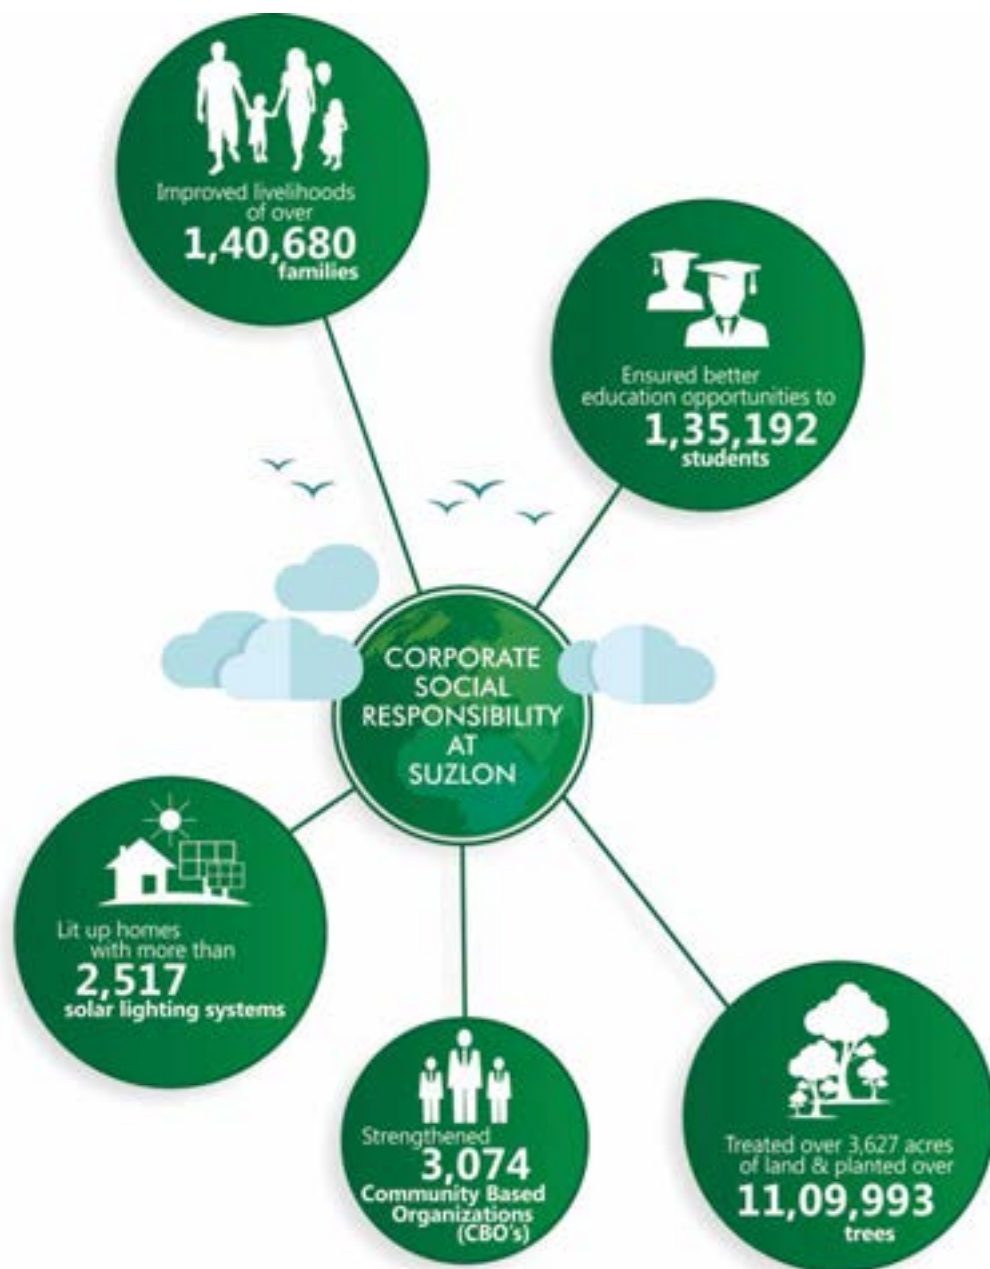 Improved livelihoods
of over
1,40,680
families
Ensured better
education opportunities to
1,35,192
students
CORPORATE
SOCIAL
RESPONSIBILITY
AT
SUZLON
Lit up homes
with more than
2,517
solar lighting systems
Strengthened
3,074
Community Based
Organizations
(CBO's)
Treated over 3,627 acres
of land & planted over
11,09,993
trees